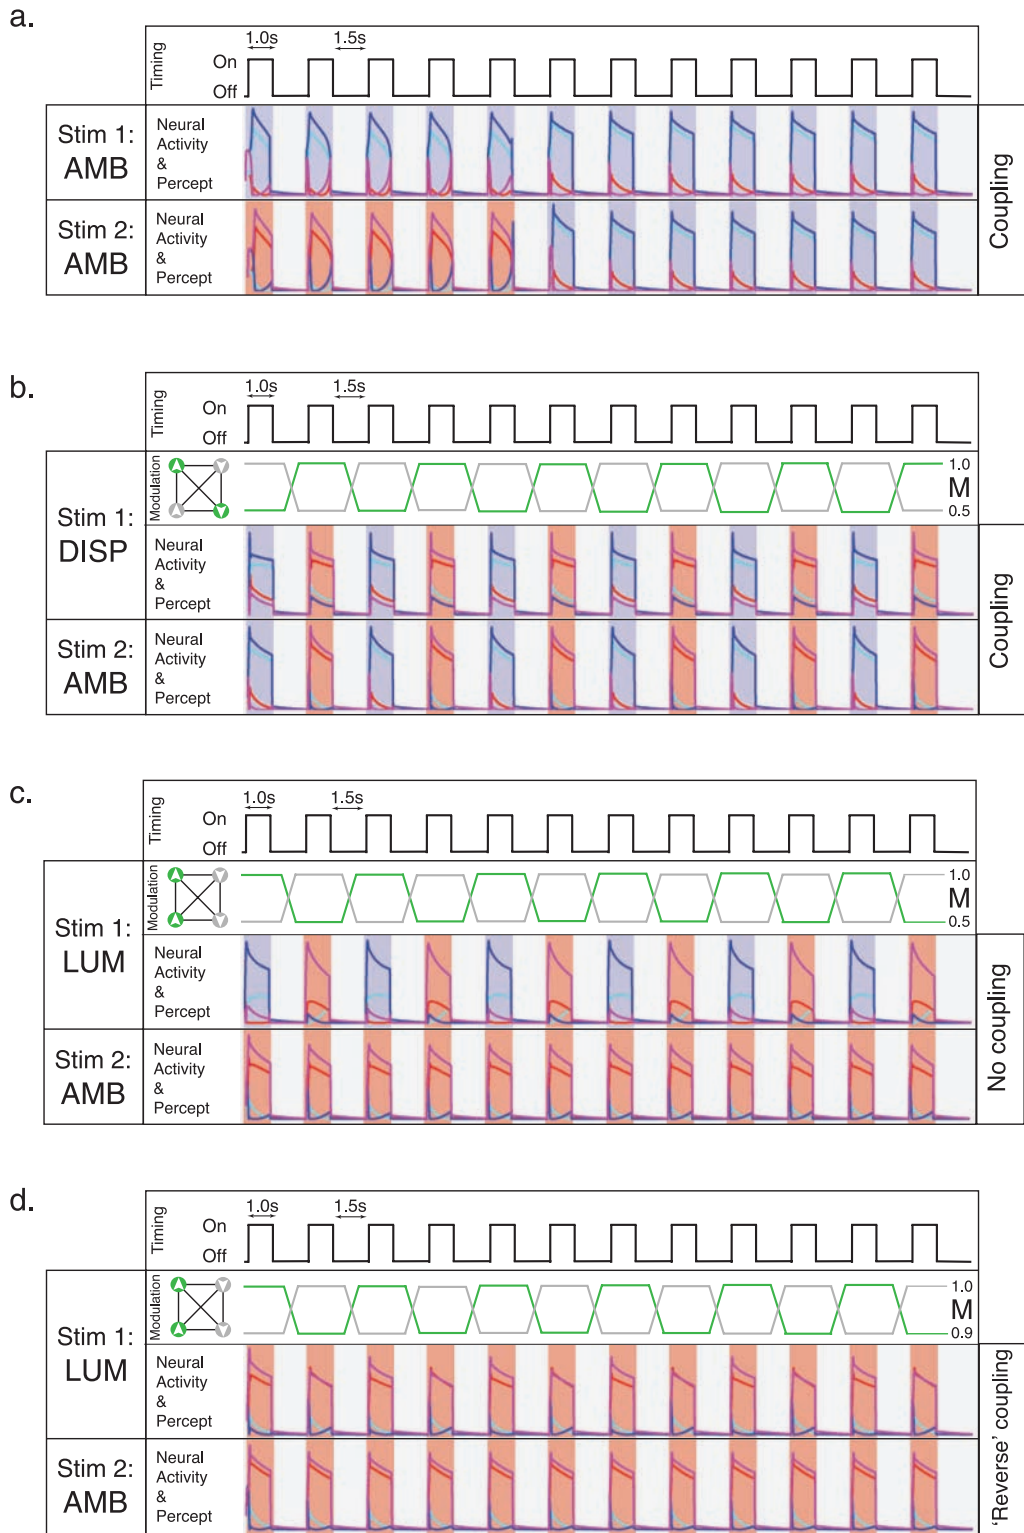 a.
Timing
1.0s
1.5s
On
Off
Stim 1:
AMB
Neural
Activity
&
Percept
Stim 2:
AMB
Neural
Activity
&
Percept
Coupling
b.
Timing
1.0s
1.5s
On
Off
Stim 1:
DISP
Modulation
1.0
M
0.5
Neural
Activity
&
Percept
Stim 2:
AMB
Neural
Activity
&
Percept
Coupling
c.
Timing
1.0s
1.5s
On
Off
Stim 1:
LUM
Modulation
1.0
M
0.5
Neural
Activity
&
Percept
Stim 2:
AMB
Neural
Activity
&
Percept
No coupling
d.
Timing
1.0s
1.5s
On
Off
Stim 1:
LUM
Modulation
1.0
M
0.9
Neural
Activity
&
Percept
Stim 2:
AMB
Neural
Activity
&
Percept
'Reverse' coupling